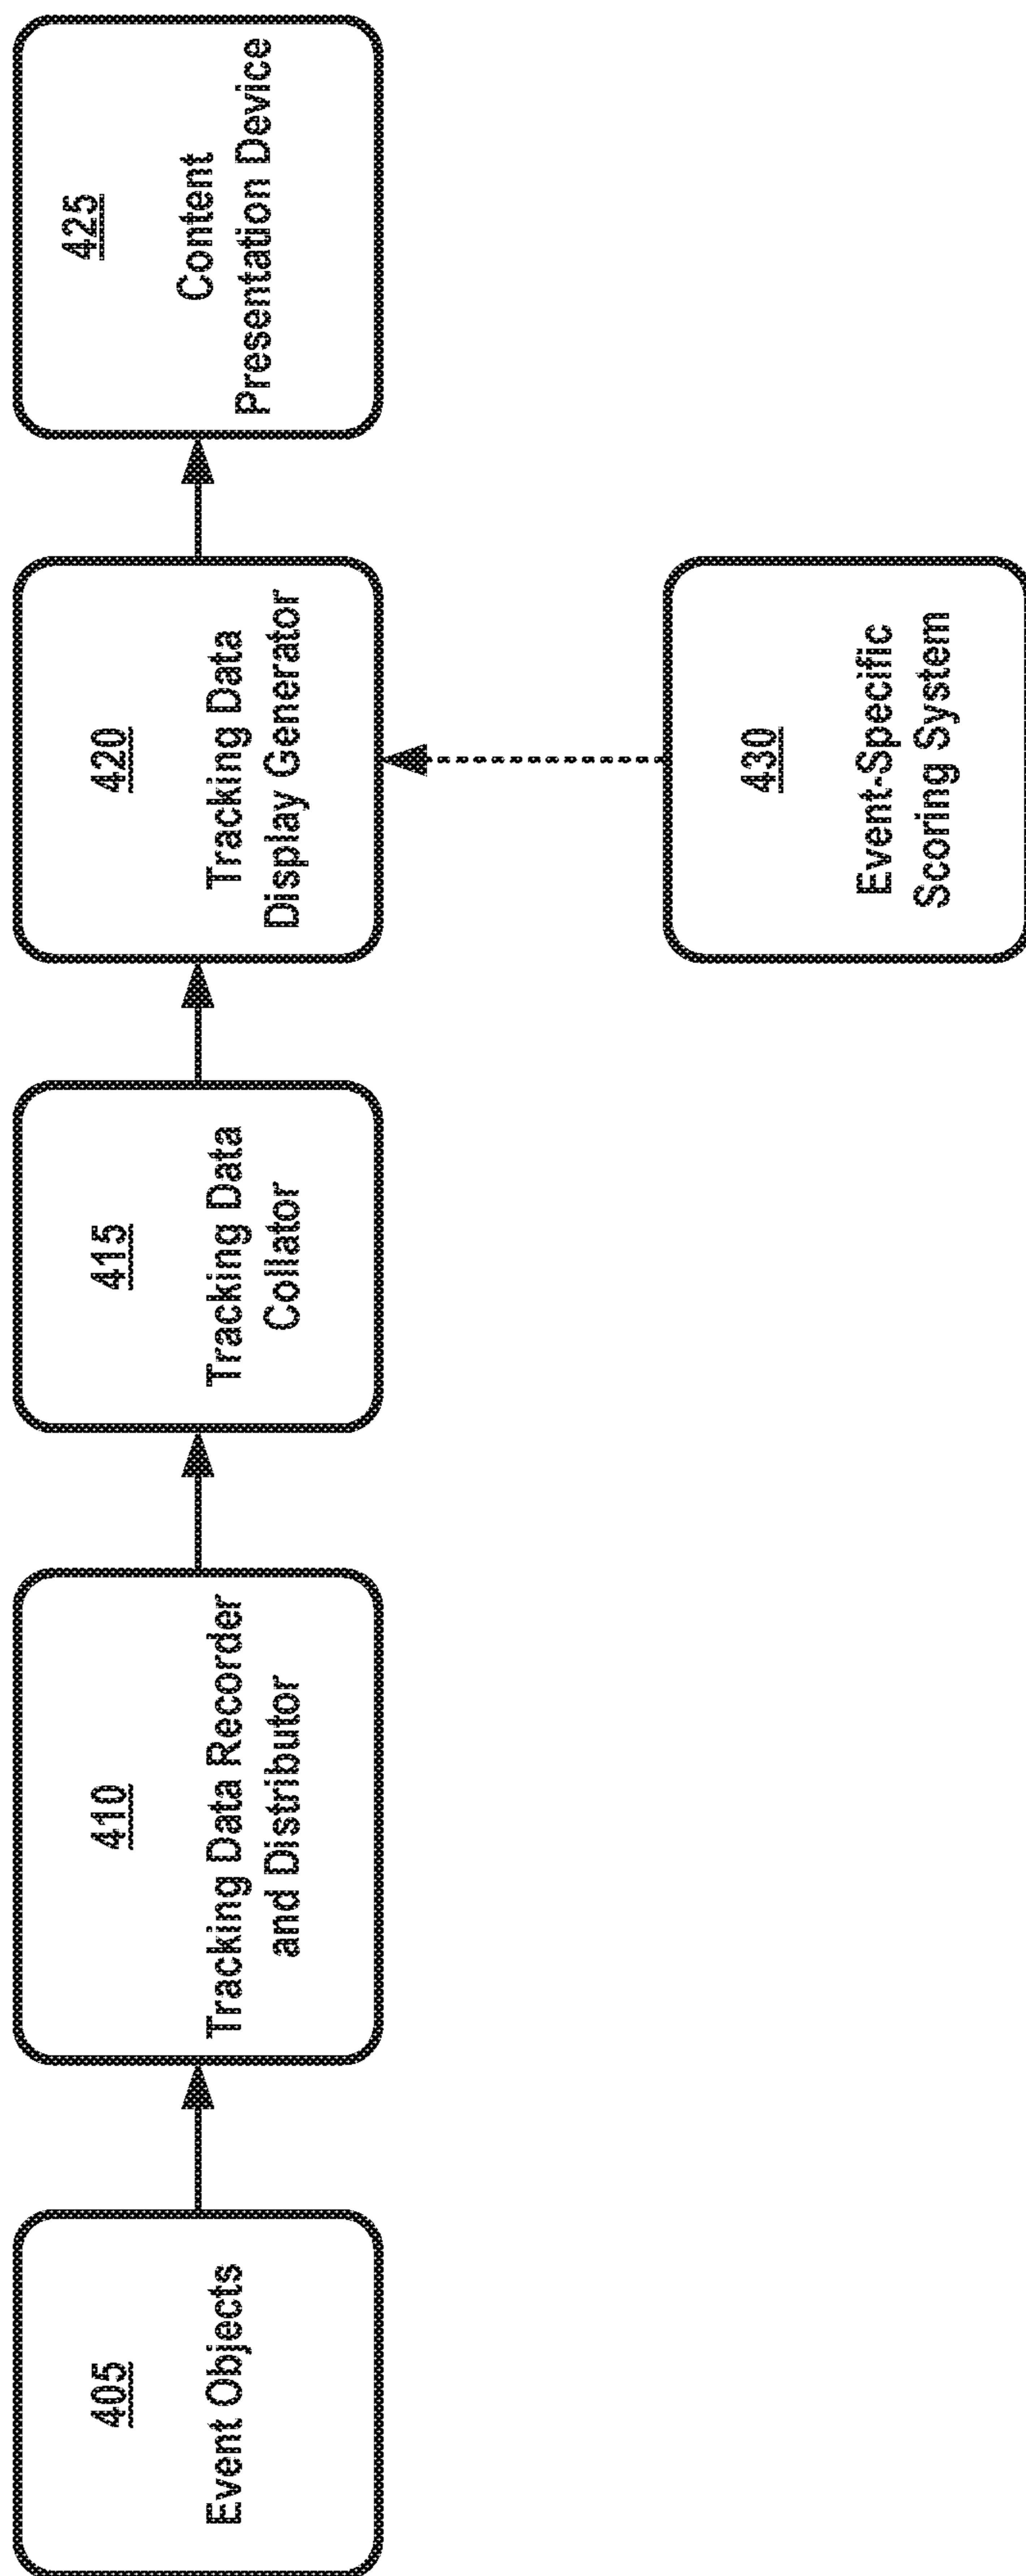 405
Event Objects
410
Tracking Data Recorder
and Distributor
415
Tracking Data
Collator
420
Tracking Data
Display Generator
425
Content
Presentation Device
430
Event-Specific
Scoring System